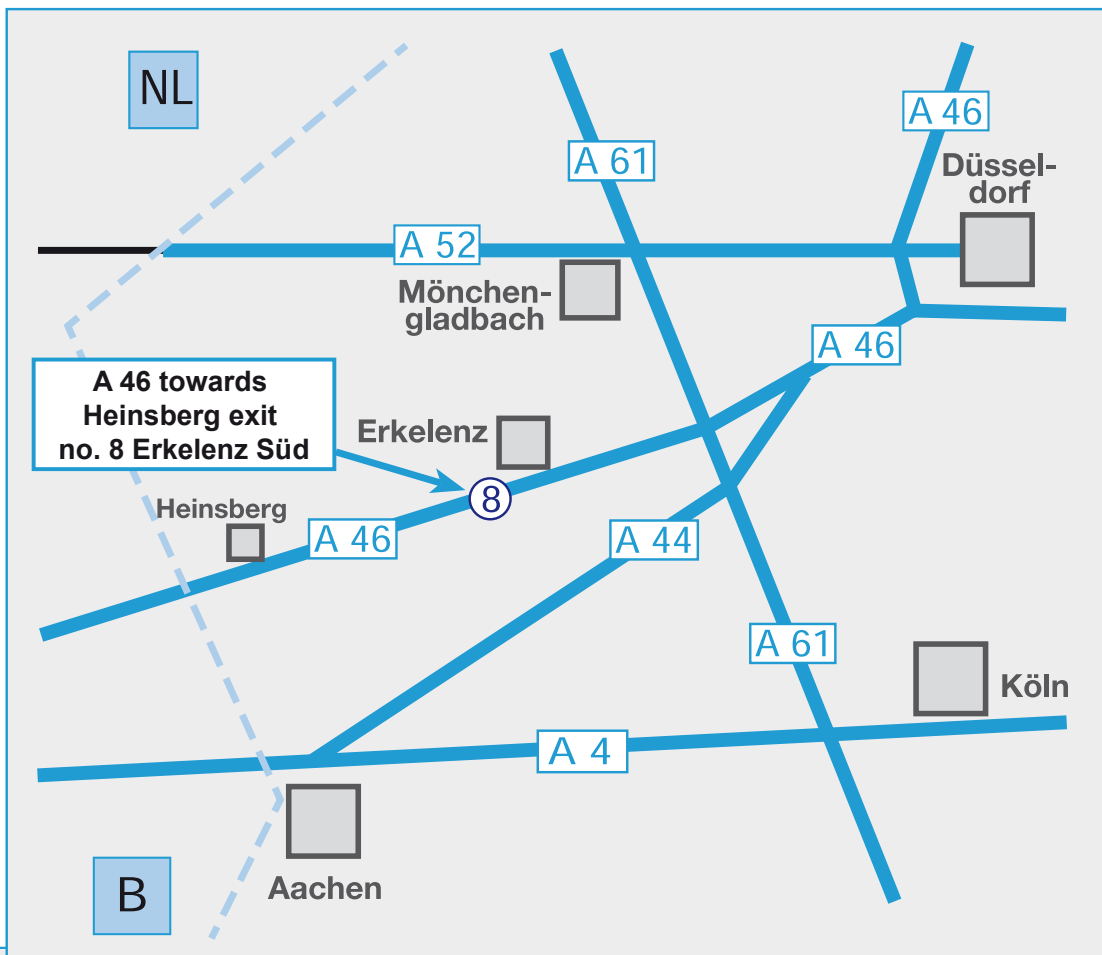 NL
A 46
A 61
Düssel-
dorf
A 52
Mönchen-
gladbach
A 46
A 46 towards
Heinsberg exit
no. 8 Erkelenz Süd
Erkelenz
8
Heinsberg
A 46
A 44
A 61
Köln
A 4
Aachen
B